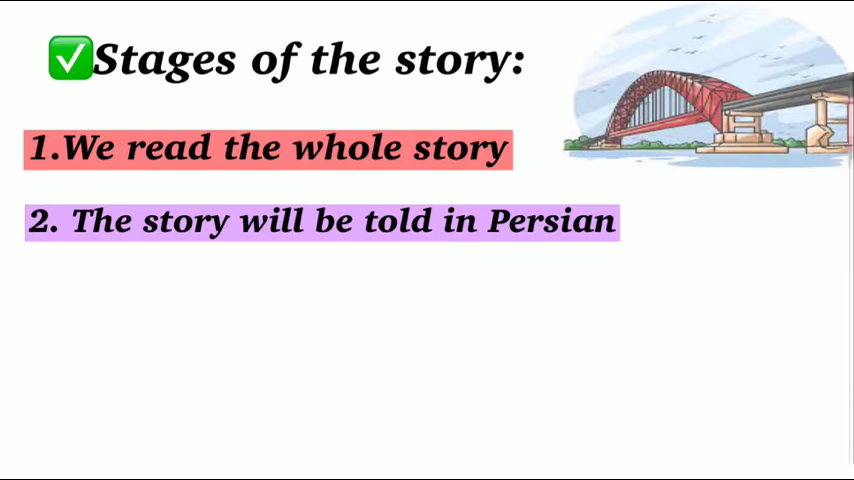 ✅Stages of the story:
1.We read the whole story
2. The story will be told in Persian